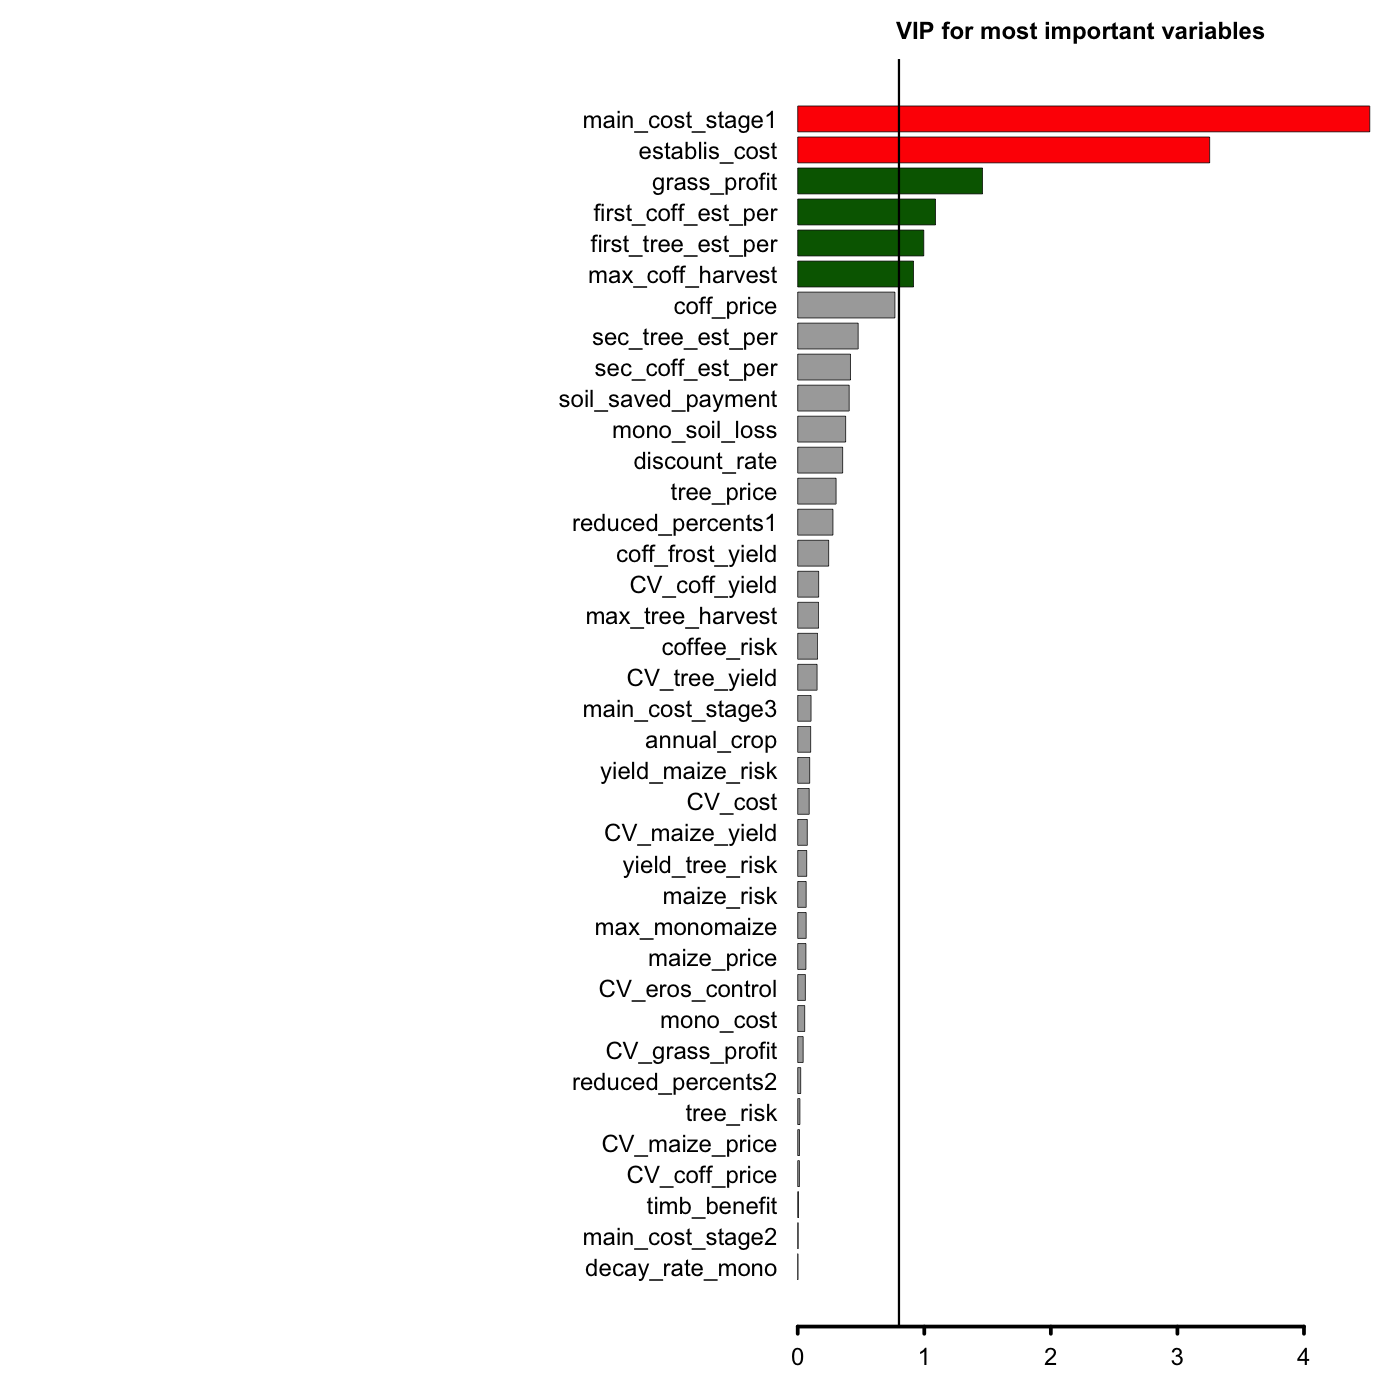 VIP for most important variables
main_cost_stage1
establis_cost
grass_profit
first_coff_est_per
first_tree_est_per
max_coff_harvest
coff_price
sec_tree_est_per
sec_coff_est_per
soil_saved_payment
mono_soil_loss
discount_rate
tree_price
reduced_percents1
coff_frost_yield
CV_coff_yield
max_tree_harvest
coffee_risk
CV_tree_yield
main_cost_stage3
annual_crop
yield_maize_risk
CV_cost
CV_maize_yield
yield_tree_risk
maize_risk
max_monomaize
maize_price
CV_eros_control
mono_cost
CV_grass_profit
reduced_percents2
tree_risk
CV_maize_price
CV_coff_price
timb_benefit
main_cost_stage2
decay_rate_mono
0 1 2 3 4